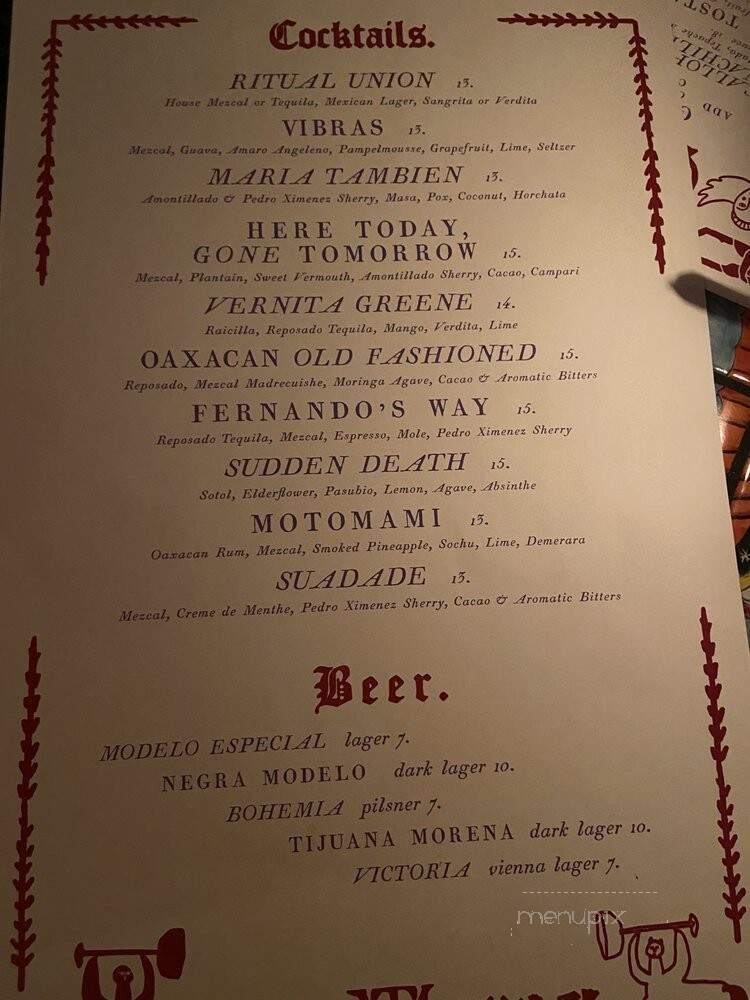 Cocktails.
RITUAL UNION 13.
House Mezcal or Tequila, Mexican Lager, Sangrita or Verdita
VIBRAS 13.
Mezcal, Guava, Amaro Angeleno, Pampelmousse, Grapefruit, Lime, Seltzer
MARIA TAMBIEN 13.
Amontillado & Pedro Ximenez Sherry, Masa, Pox, Coconut, Horchata
HERE TODAY,
GONE TOMORROW 15.
Mezcal, Plantain, Sweet Vermouth, Amontillado Sherry, Cacao, Campari
VERNITA GREENE 14.
Raicilla, Reposado Tequila, Mango, Verdita, Lime
OAXACAN OLD FASHIONED 15.
Reposado, Mezcal Madrecuishe, Moringa Agave, Cacao & Aromatic Bitters
FERNANDO'S WAY 15.
Reposado Tequila, Mezcal, Espresso, Mole, Pedro Ximenez Sherry
SUDDEN DEATH 15.
Sotol, Elderflower, Pasubio, Lemon, Agave, Absinthe
MOTOMAMI 13.
Oaxacan Rum, Mezcal, Smoked Pineapple, Sochu, Lime, Demerara
SUADADE 13.
Mezcal, Creme de Menthe, Pedro Ximenez Sherry, Cacao & Aromatic Bitters
Beer.
MODELO ESPECIAL lager 7.
NEGRA MODELO dark lager 10.
BOHEMIA pilsner 7.
TIJUANA MORENA dark lager 10.
VICTORIA vienna lager 7.
menupix
ADD